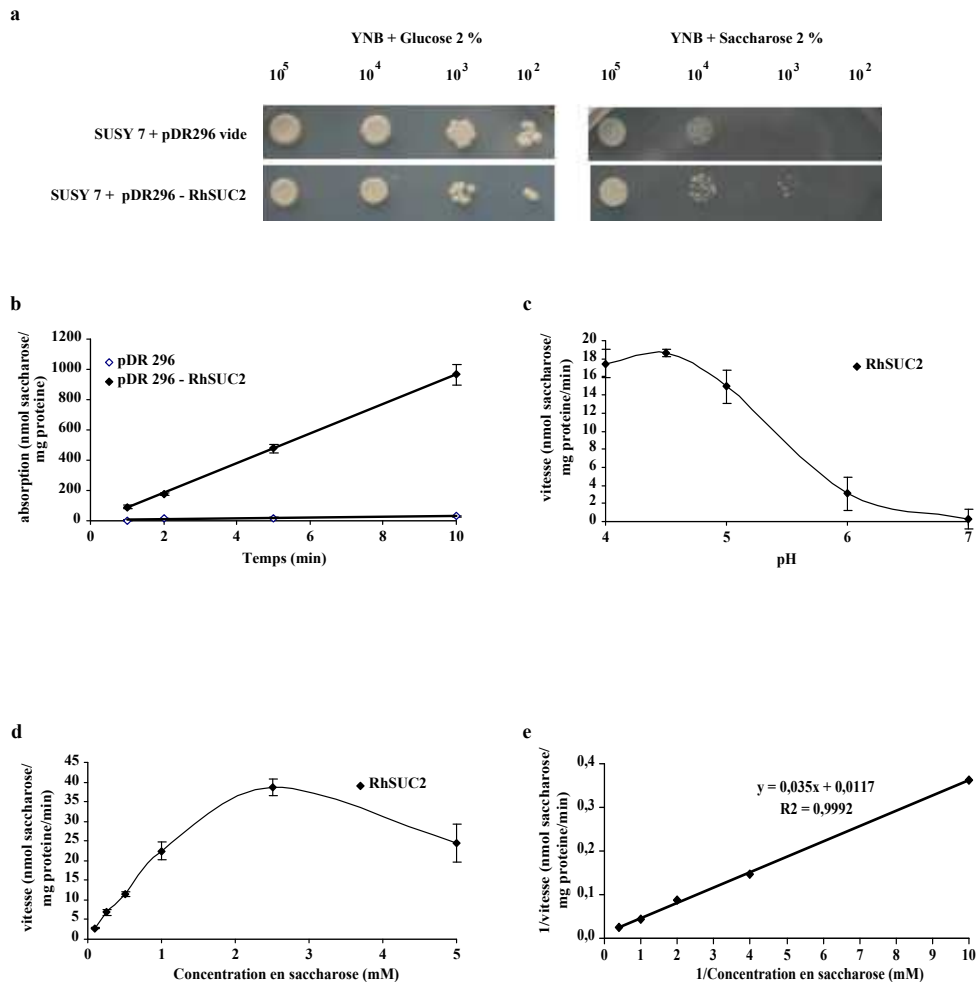 a
YNB + Glucose 2 %
YNB + Saccharose 2 %
10^5 10^4 10^3 10^2
10^5 10^4 10^3 10^2
SUSY 7 + pDR296 vide
SUSY 7 + pDR296 - RhSUC2
b
absorption (nmol saccharose/
mg proteine)
1200
1000
800
600
400
200
0
pDR 296
pDR 296 - RhSUC2
0 2 4 6 8 10
Temps (min)
c
vitesse (nmol saccharose/
mg proteine/min)
20
18
16
14
12
10
8
6
4
2
0
RhSUC2
4 5 6 7
pH
d
vitesse (nmol saccharose/
mg proteine/min)
45
40
35
30
25
20
15
10
5
0
RhSUC2
0 1 2 3 4 5
Concentration en saccharose (mM)
e
1/vitesse (nmol saccharose/
mg proteine/min)
0,4
0,3
0,2
0,1
0,0
y = 0,035x + 0,0117
R2 = 0,9992
0 1 2 3 4 5 6 7 8 9 10
1/Concentration en saccharose (mM)